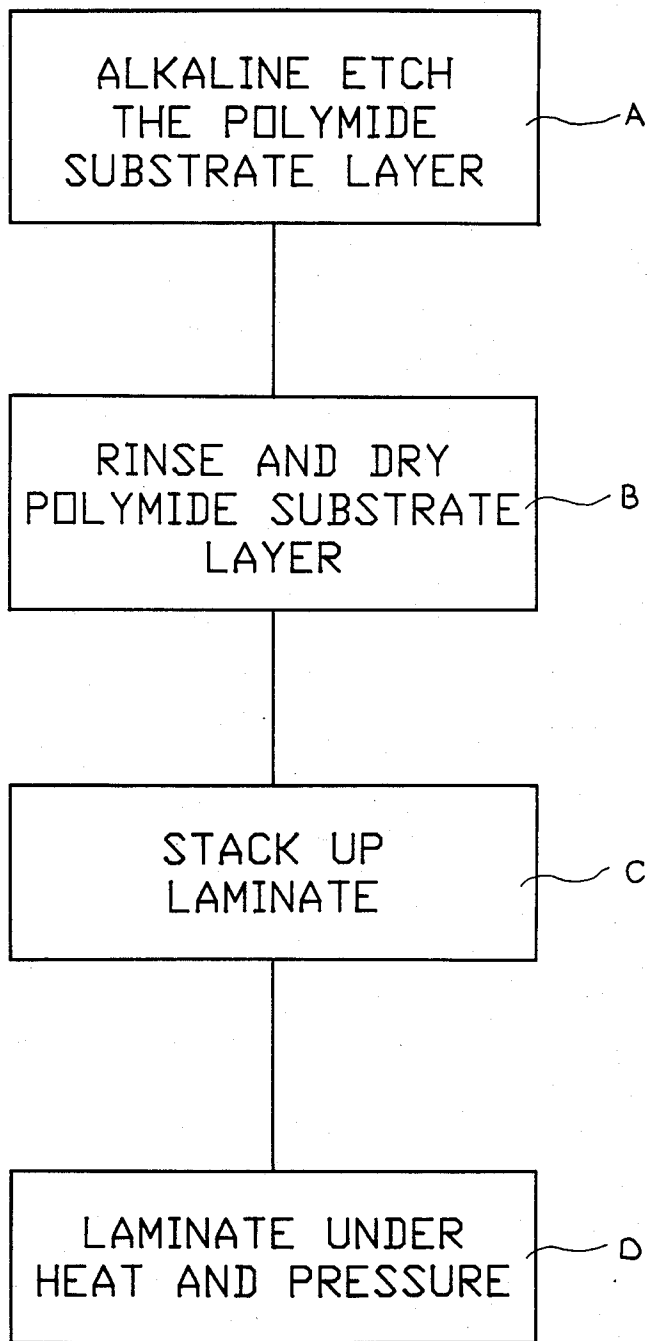 ALKALINE ETCH
THE POLYMIDE
SUBSTRATE LAYER
A
RINSE AND DRY
POLYMIDE SUBSTRATE
LAYER
B
STACK UP
LAMINATE
C
LAMINATE UNDER
HEAT AND PRESSURE
D